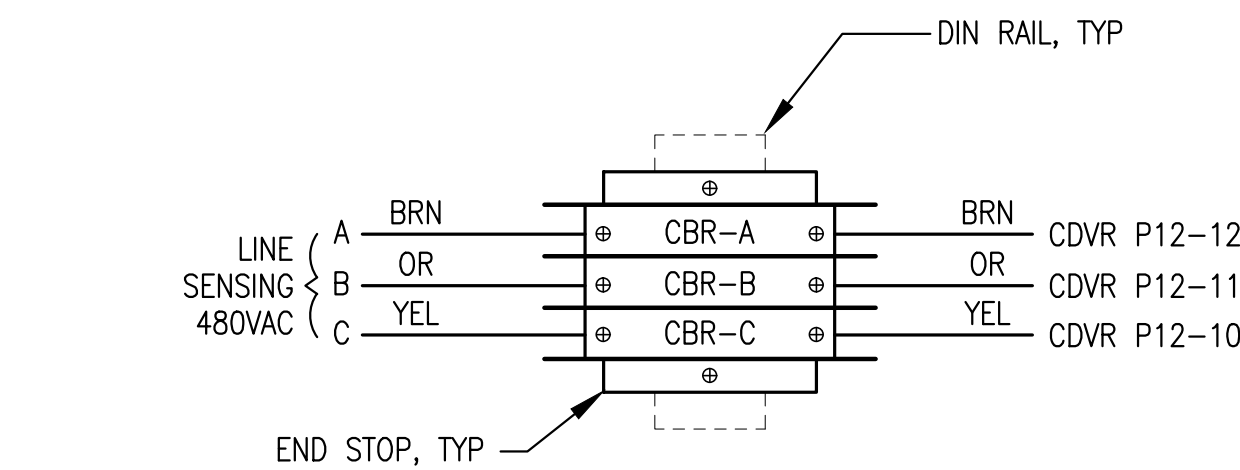 DIN RAIL, TYP
BRN
BRN
A
CBR-A
CDVR P12-12
LINE
OR
OR
SENSING
B
CBR-B
CDVR P12-11
480VAC
YEL
YEL
C
CBR-C
CDVR P12-10
END STOP, TYP